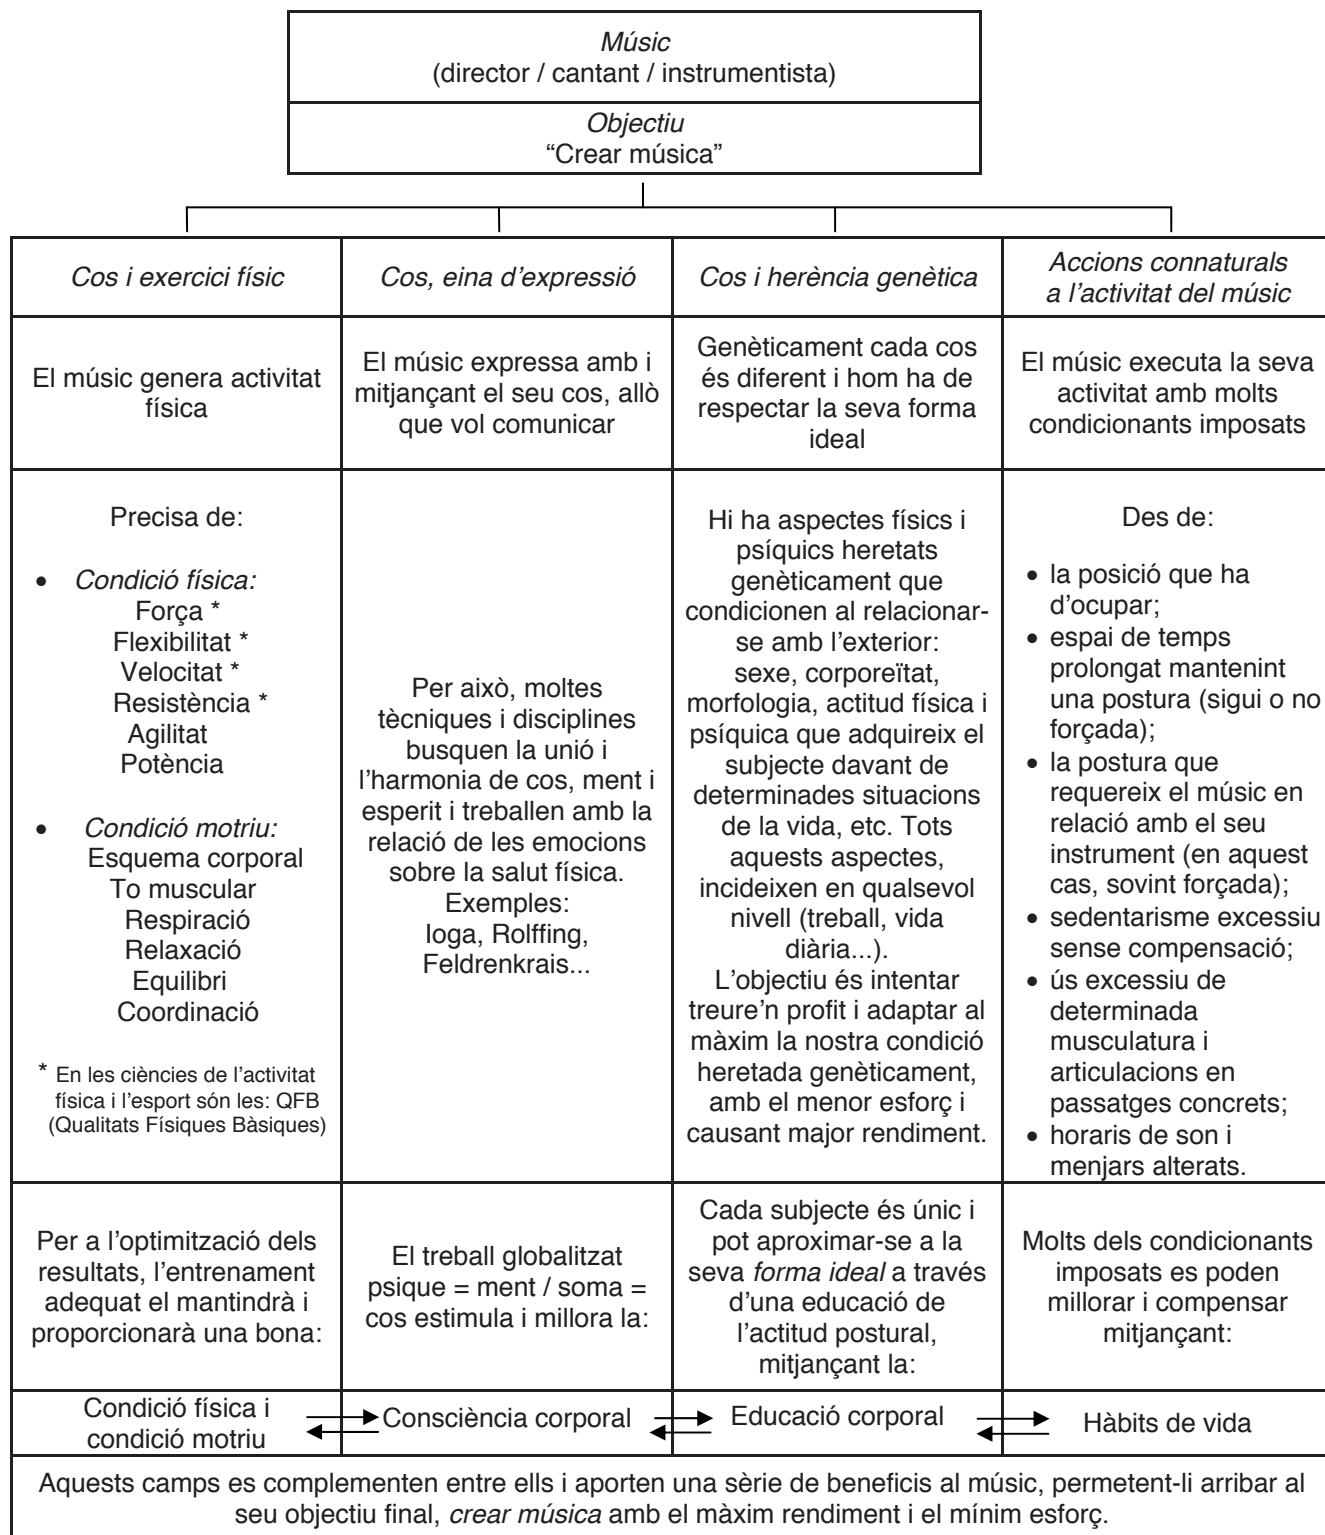 Músic
(director / cantant / instrumentista)
Objectiu
“Crear música”
Cos i exercici físic
Cos, eina d’expressió
Cos i herència genètica
Accions connaturals
a l’activitat del músic
El músic genera activitat
física
El músic expressa amb i
mitjançant el seu cos, allò
que vol comunicar
Genèticament cada cos
és diferent i hom ha de
respectar la seva forma
ideal
El músic executa la seva
activitat amb molts
condicionants imposats
Precisa de:
• Condició física:
Força *
Flexibilitat *
Velocitat *
Resistència *
Agilitat
Potència
• Condició motriu:
Esquema corporal
To muscular
Respiració
Relaxació
Equilibri
Coordinació
* En les ciències de l’activitat
física i l’esport són les: QFB
(Qualitats Físiques Bàsiques)
Per això, moltes
tècniques i disciplines
busquen la unió i
l’harmonia de cos, ment i
esperit i treballen amb la
relació de les emocions
sobre la salut física.
Exemples:
Ioga, Rolffing,
Feldrenkrais...
Hi ha aspectes físics i
psíquics heretats
genèticament que
condicionen al relacionar-
se amb l’exterior:
sexe, corporeïtat,
morfologia, actitud física i
psíquica que adquireix el
subjecte davant de
determinades situacions
de la vida, etc. Tots
aquests aspectes,
incideixen en qualsevol
nivell (treball, vida
diària...).
L’objectiu és intentar
treure’n profit i adaptar al
màxim la nostra condició
heretada genèticament,
amb el menor esforç i
causant major rendiment.
Des de:
• la posició que ha
d’ocupar;
• espai de temps
prolongat mantenint
una postura (sigui o no
forçada);
• la postura que
requereix el músic en
relació amb el seu
instrument (en aquest
cas, sovint forçada);
• sedentarisme excessiu
sense compensació;
• ús excessiu de
determinada
musculatura i
articulacions en
passatges concrets;
• horaris de son i
menjars alterats.
Per a l’optimització dels
resultats, l’entrenament
adequat el mantindrà i
proporcionarà una bona:
El treball globalitzat
psique = ment / soma =
cos estimula i millora la:
Cada subjecte és únic i
pot aproximar-se a la
seva forma ideal a través
d’una educació de
l’actitud postural,
mitjançant la:
Molts dels condicionants
imposats es poden
millorar i compensar
mitjançant:
Condició física i
condició motriu
Consciència corporal
Educació corporal
Hàbits de vida
Aquests camps es complementen entre ells i aporten una sèrie de beneficis al músic, permetent-li arribar al
seu objectiu final, crear música amb el màxim rendiment i el mínim esforç.